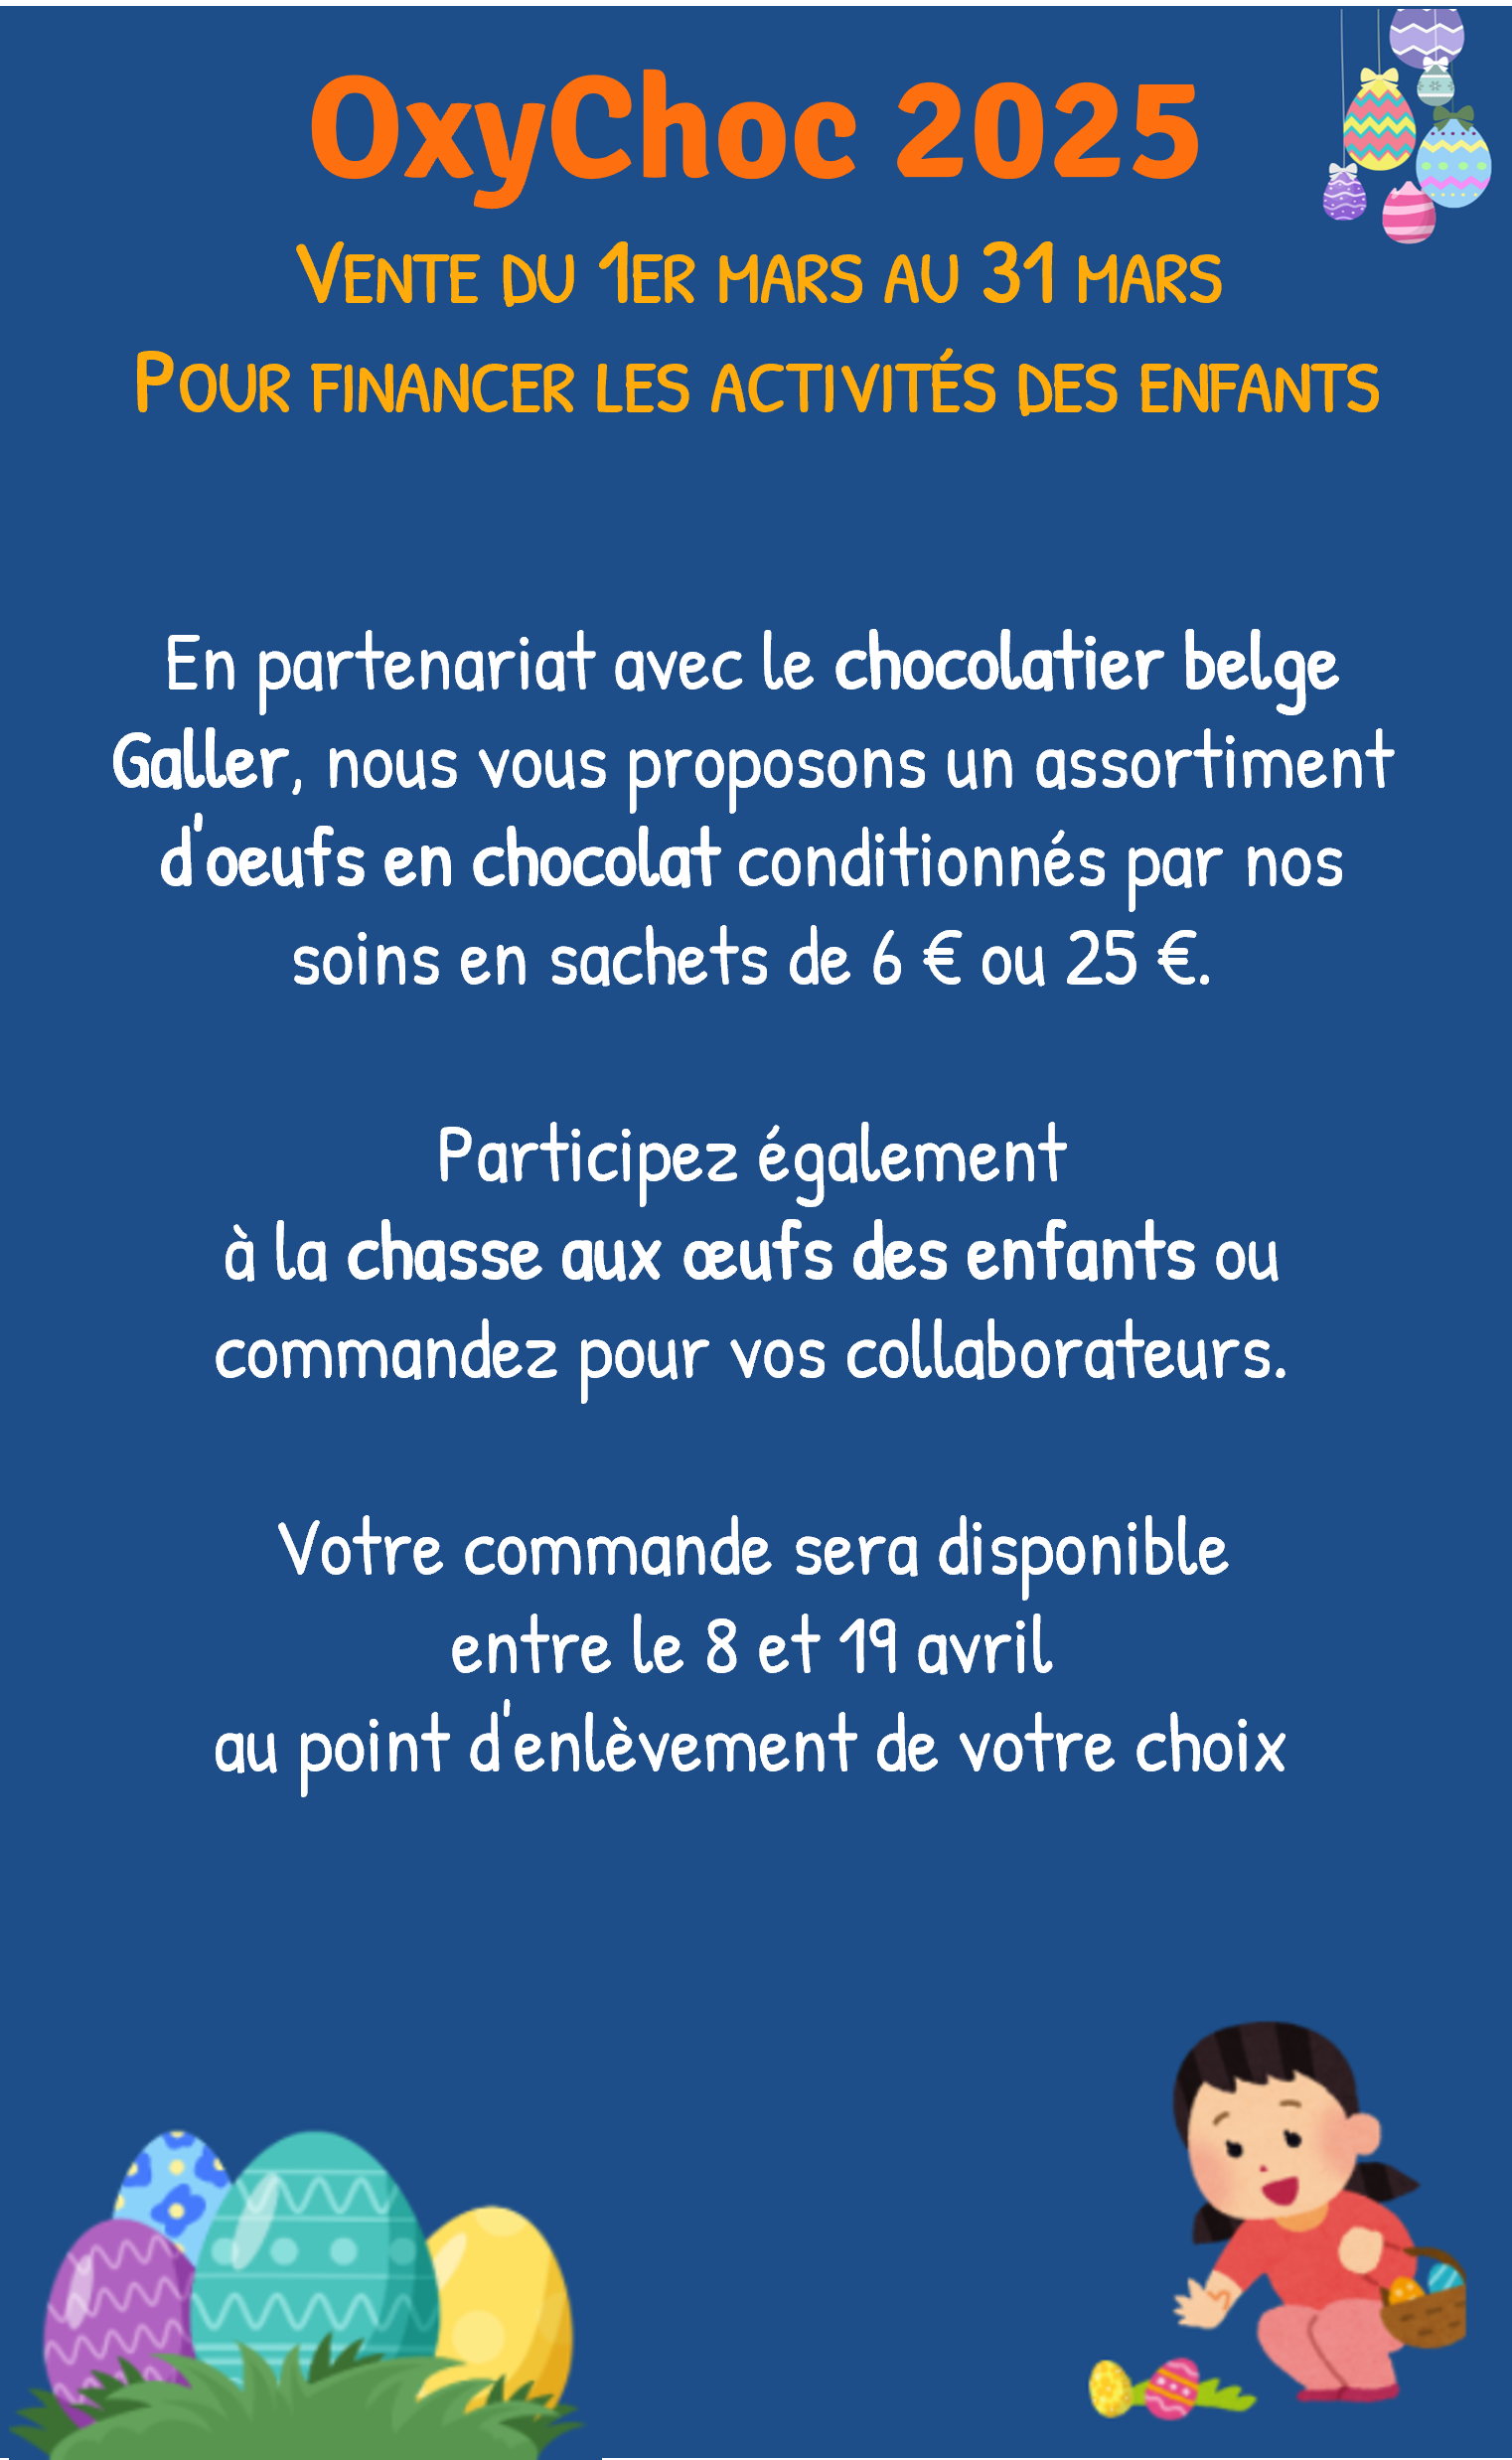 OxyChoc 2025
Vente du 1er mars au 31 mars
Pour financer les activités des enfants
En partenariat avec le chocolatier belge
Galler, nous vous proposons un assortiment
d'oeufs en chocolat conditionnés par nos
soins en sachets de 6 € ou 25 €.
Participez également
à la chasse aux œufs des enfants ou
commandez pour vos collaborateurs.
Votre commande sera disponible
entre le 8 et 19 avril
au point d'enlèvement de votre choix